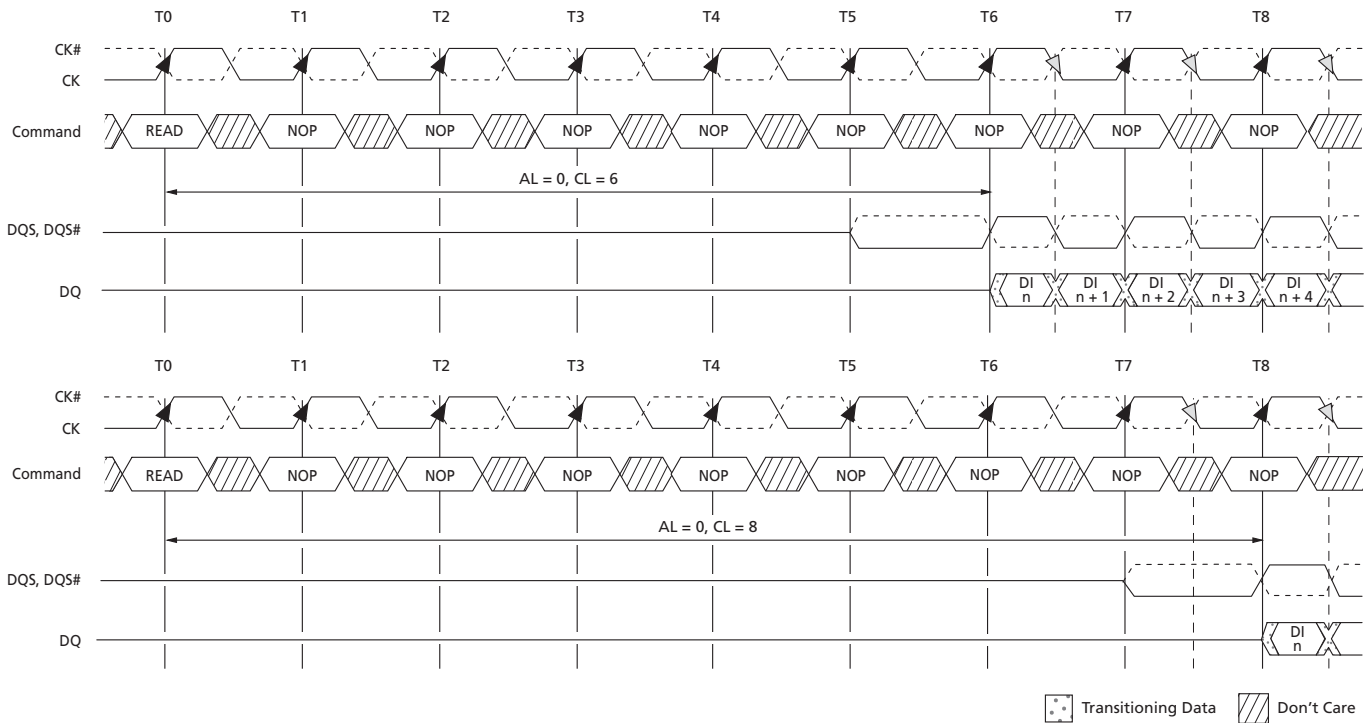 T0 T1 T2 T3 T4 T5 T6 T7 T8
CK#
CK
Command READ NOP NOP NOP NOP NOP NOP NOP NOP
AL = 0, CL = 6
DQS, DQS#
DQ DI n DI n + 1 DI n + 2 DI n + 3 DI n + 4
T0 T1 T2 T3 T4 T5 T6 T7 T8
CK#
CK
Command READ NOP NOP NOP NOP NOP NOP NOP NOP
AL = 0, CL = 8
DQS, DQS#
DQ DI n
Transitioning Data Don't Care